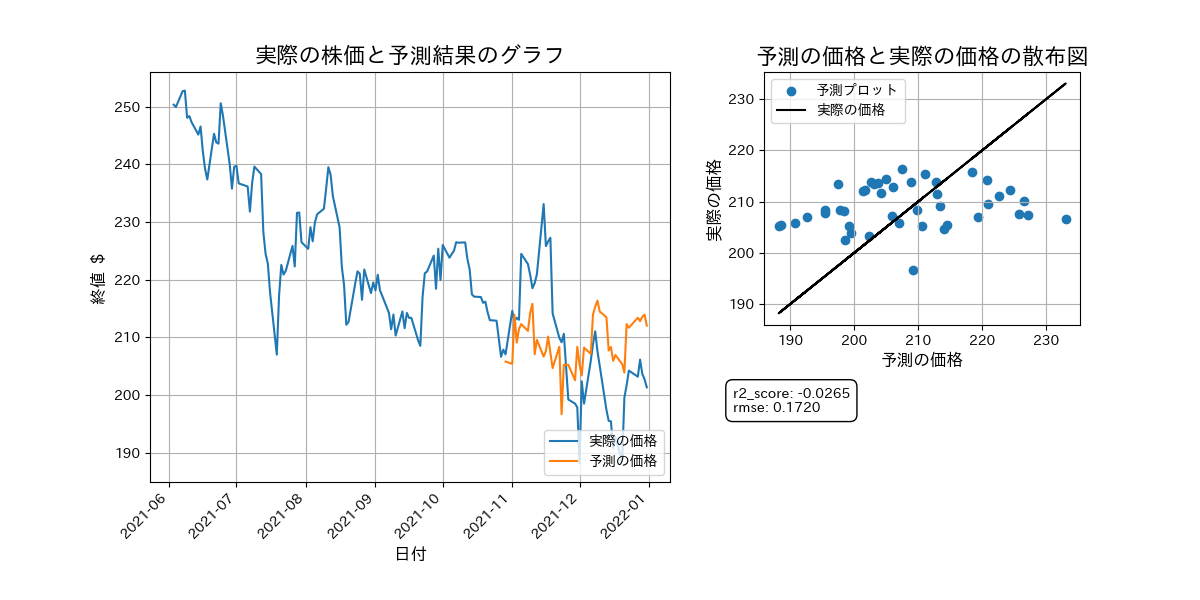 実際の株価と予測結果のグラフ
終値 $
250
240
230
220
210
200
190
2021-06
2021-07
2021-08
2021-09
2021-10
2021-11
2021-12
2022-01
日付
実際の価格
予測の価格
予測の価格と実際の価格の散布図
実際の価格
230
220
210
200
190
190
200
210
220
230
予測の価格
予測プロット
実際の価格
r2_score: -0.0265
rmse: 0.1720